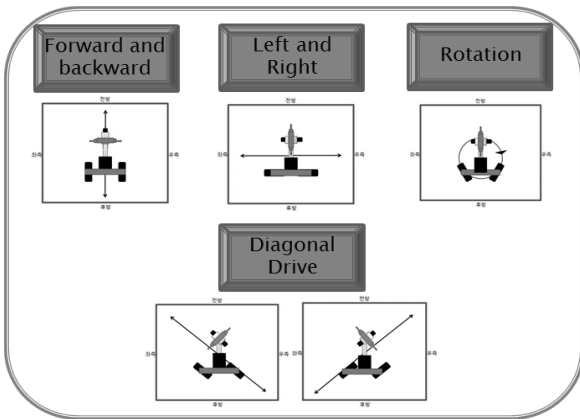 Forward and
backward
Left and
Right
Rotation
전방
좌측
우측
후방
전방
좌측
우측
후방
전방
좌측
우측
후방
Diagonal
Drive
전방
좌측
우측
후방
전방
좌측
우측
후방